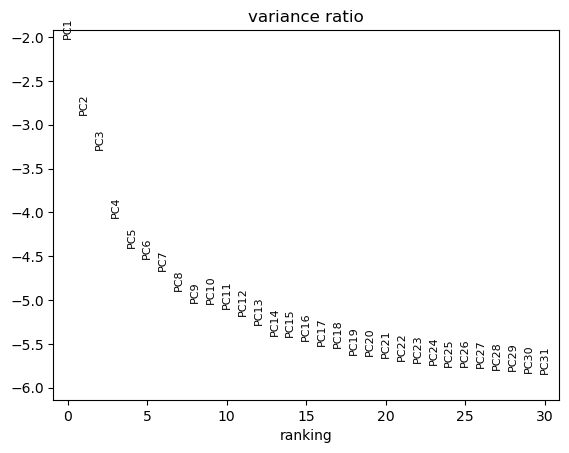 variance ratio
−2.0
−2.5
−3.0
−3.5
−4.0
−4.5
−5.0
−5.5
−6.0
PC1
PC2
PC3
PC4
PC5
PC6
PC7
PC8
PC9
PC10
PC11
PC12
PC13
PC14
PC15
PC16
PC17
PC18
PC19
PC20
PC21
PC22
PC23
PC24
PC25
PC26
PC27
PC28
PC29
PC30
PC31
0 5 10 15 20 25 30
ranking